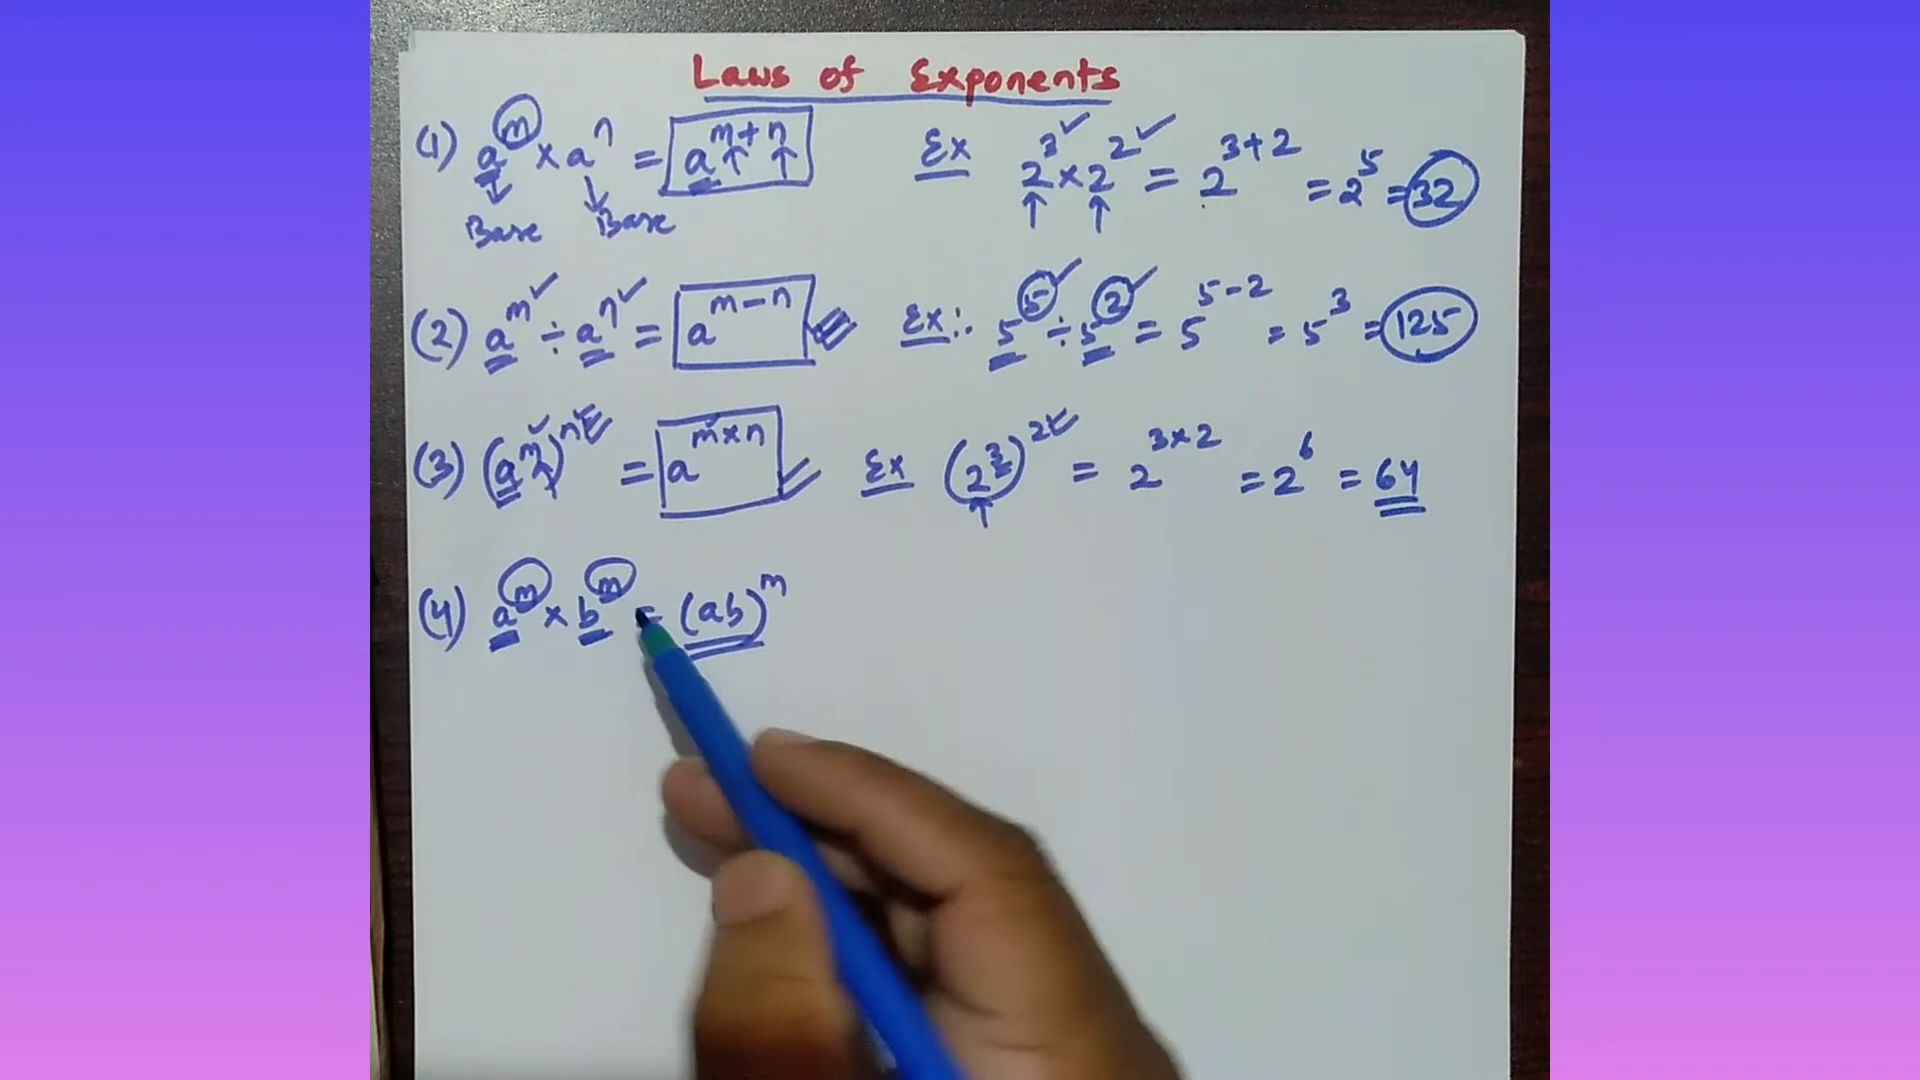 Laws of Exponents
(1) a^m × a^n = a^(m+n) Ex 2^3 × 2^2 = 2^(3+2) = 2^5 = 32
Base Base
(2) a^m ÷ a^n = a^(m-n) Ex:. 5^5 ÷ 5^2 = 5^(5-2) = 5^3 = 125
(3) (a^m)^n = a^(m×n) Ex (2^3)^2 = 2^(3×2) = 2^6 = 64
(4) a^m × b^m = (ab)^m